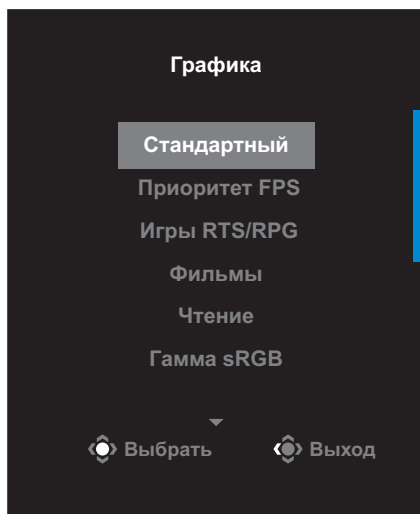 Графика
Стандартный
Приоритет FPS
Игры RTS/RPG
Фильмы
Чтение
Гамма sRGB
Выбрать Выход